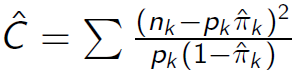 Ĉ = ∑ (n_k−p_k π̂_k)² / p_k(1−π̂_k)